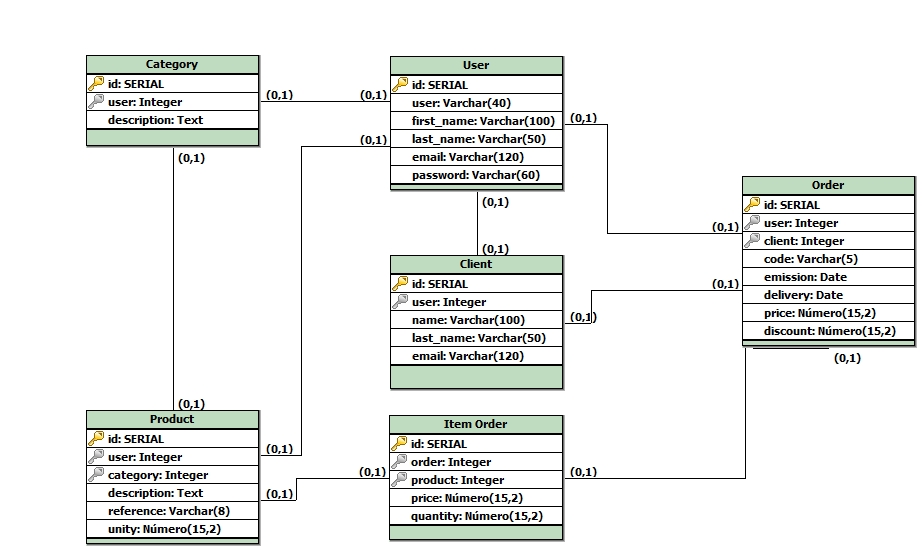 Category
id: SERIAL
user: Integer
description: Text
(0,1)
(0,1)
(0,1)
User
id: SERIAL
user: Varchar(40)
first_name: Varchar(100)
last_name: Varchar(50)
email: Varchar(120)
password: Varchar(60)
(0,1)
(0,1)
(0,1)
(0,1)
Client
id: SERIAL
user: Integer
name: Varchar(100)
last_name: Varchar(50)
email: Varchar(120)
(0,1)
Order
id: SERIAL
user: Integer
client: Integer
code: Varchar(5)
emission: Date
delivery: Date
price: Número(15,2)
discount: Número(15,2)
(0,1)
(0,1)
(0,1)
(0,1)
Product
id: SERIAL
user: Integer
category: Integer
description: Text
reference: Varchar(8)
unity: Número(15,2)
(0,1)
(0,1)
Item Order
id: SERIAL
order: Integer
product: Integer
price: Número(15,2)
quantity: Número(15,2)
(0,1)
(0,1)